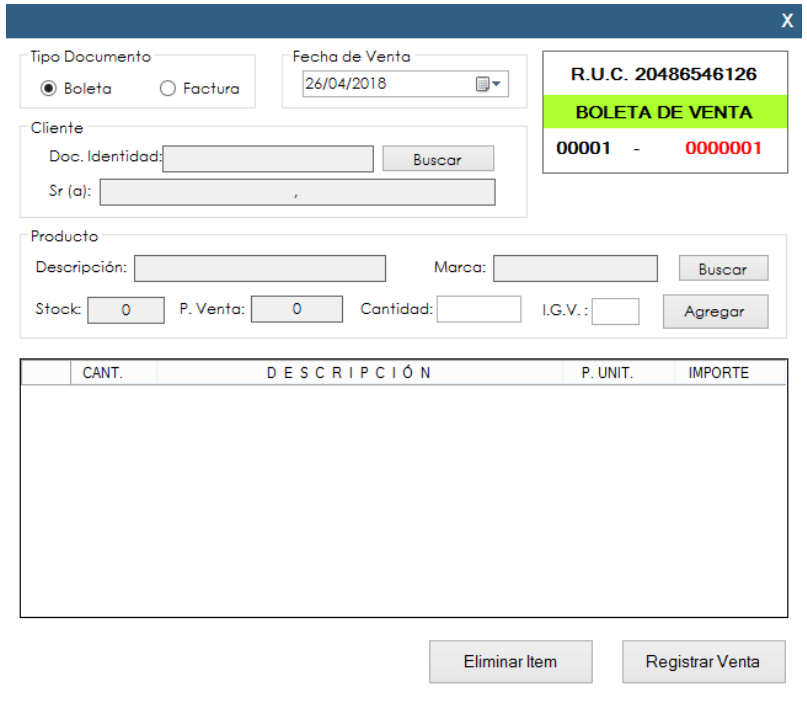 X
Tipo Documento
Boleta Factura
Fecha de Venta
26/04/2018
R.U.C. 20486546126
BOLETA DE VENTA
00001 - 0000001
Cliente
Doc. Identidad: Buscar
Sr (a): ,
Producto
Descripción: Marca: Buscar
Stock: 0 P. Venta: 0 Cantidad: I.G.V. : Agregar
CANT. D E S C R I P C I Ó N P. UNIT. IMPORTE
Eliminar Item Registrar Venta